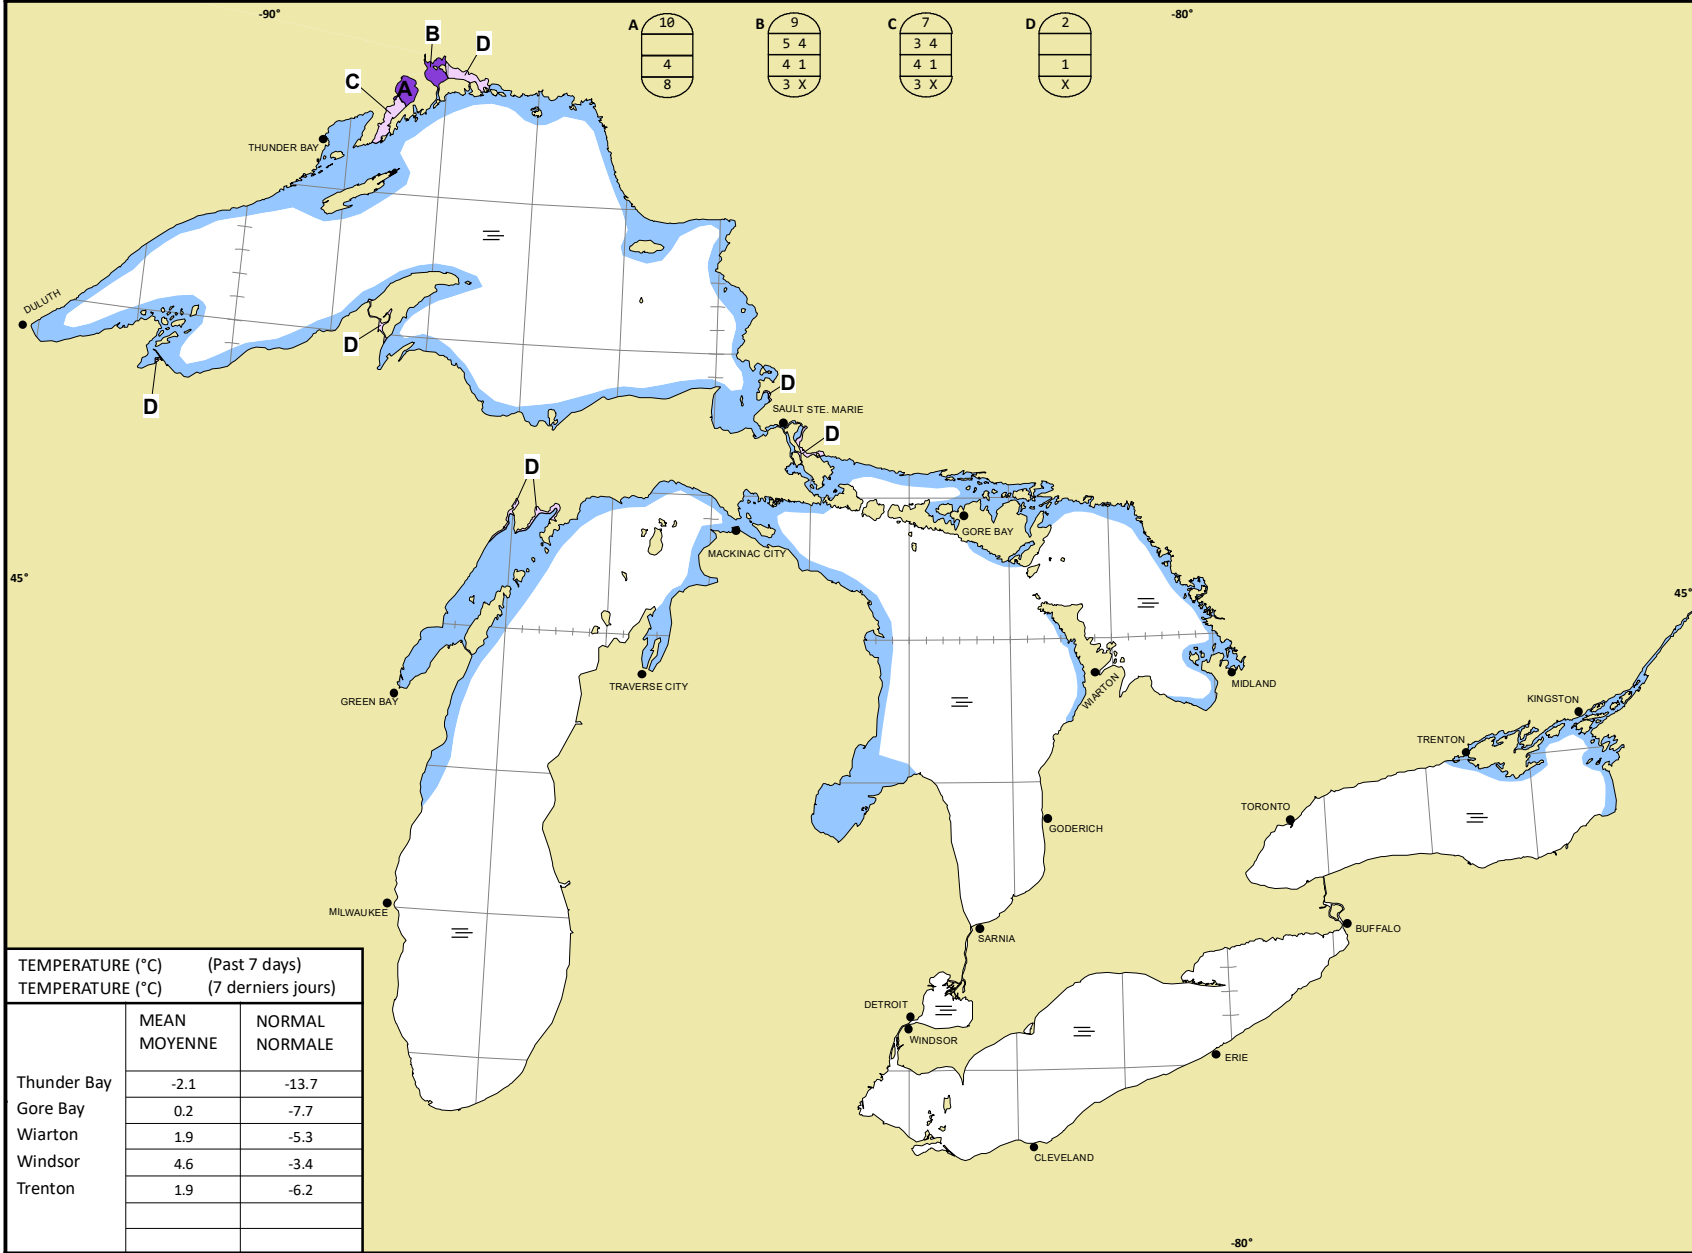 -90°
-80°
A
10
4
8
B
9
5 4
4 1
3 X
C
7
3 4
4 1
3 X
D
2
1
X
B
D
C
A
THUNDER BAY
DULUTH
D
D
D
SAULT STE. MARIE
D
D
GORE BAY
MACKINAC CITY
45°
45°
GREEN BAY
TRAVERSE CITY
WIARTON
MIDLAND
KINGSTON
TRENTON
TORONTO
GODERICH
MILWAUKEE
SARNIA
BUFFALO
DETROIT
WINDSOR
ERIE
CLEVELAND
TEMPERATURE (°C) (Past 7 days)
TEMPERATURE (°C) (7 derniers jours)
MEAN NORMAL
MOYENNE NORMALE
Thunder Bay -2.1 -13.7
Gore Bay 0.2 -7.7
Wiarton 1.9 -5.3
Windsor 4.6 -3.4
Trenton 1.9 -6.2
-80°